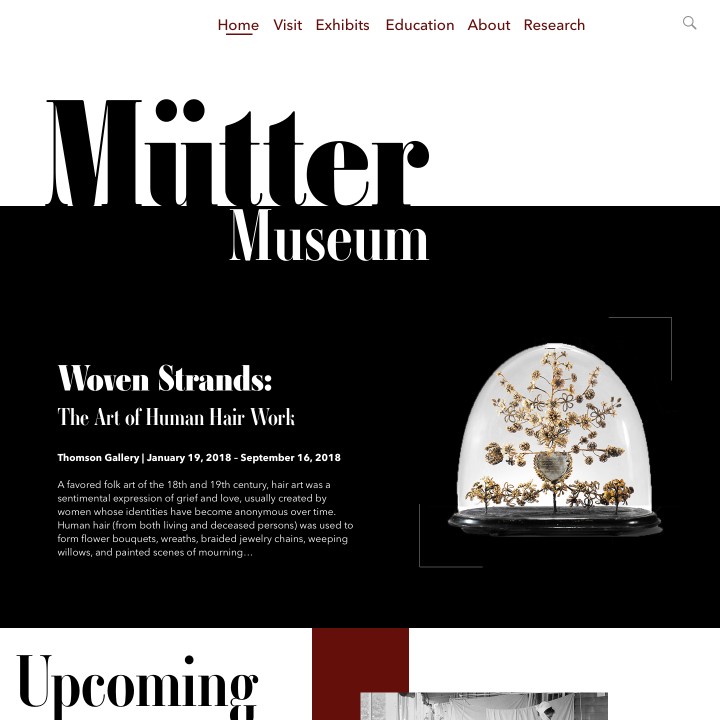 Home Visit Exhibits Education About Research
Mütter
Museum
Woven Strands:
The Art of Human Hair Work
Thomson Gallery | January 19, 2018 – September 16, 2018
A favored folk art of the 18th and 19th century, hair art was a
sentimental expression of grief and love, usually created by
women whose identities have become anonymous over time.
Human hair (from both living and deceased persons) was used to
form flower bouquets, wreaths, braided jewelry chains, weeping
willows, and painted scenes of mourning…
Upcoming